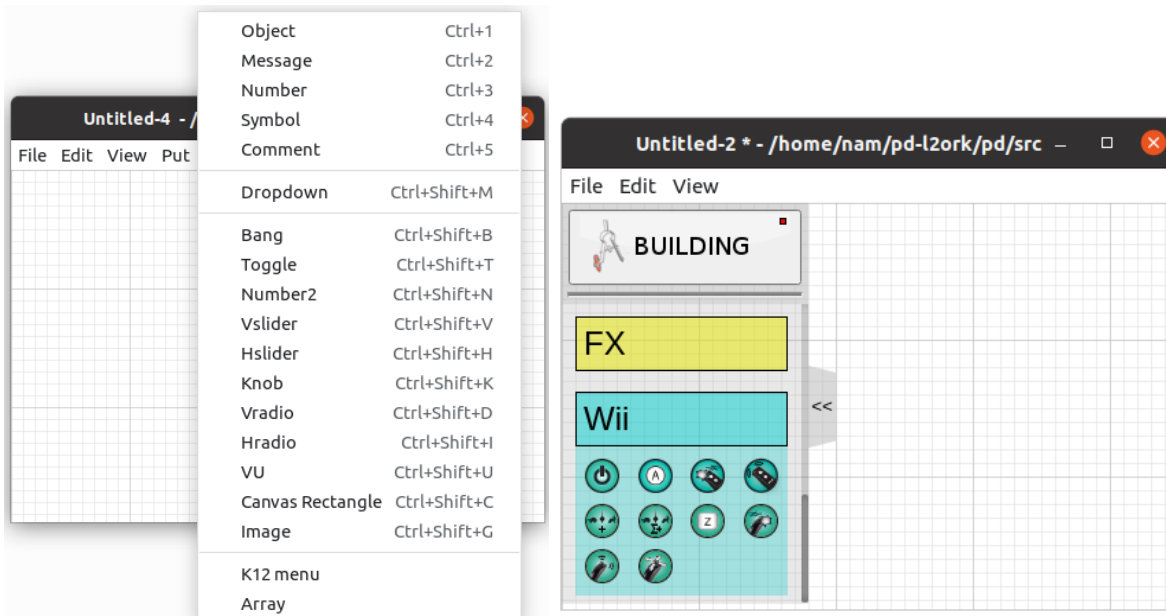 Untitled-4 - /
File Edit View Put
Object Ctrl+1
Message Ctrl+2
Number Ctrl+3
Symbol Ctrl+4
Comment Ctrl+5
Dropdown Ctrl+Shift+M
Bang Ctrl+Shift+B
Toggle Ctrl+Shift+T
Number2 Ctrl+Shift+N
Vslider Ctrl+Shift+V
Hslider Ctrl+Shift+H
Knob Ctrl+Shift+K
Vradio Ctrl+Shift+D
Hradio Ctrl+Shift+I
VU Ctrl+Shift+U
Canvas Rectangle Ctrl+Shift+C
Image Ctrl+Shift+G
K12 menu
Array
Untitled-2 * - /home/nam/pd-l2ork/pd/src
File Edit View
BUILDING
FX
Wii
<<
A
Z